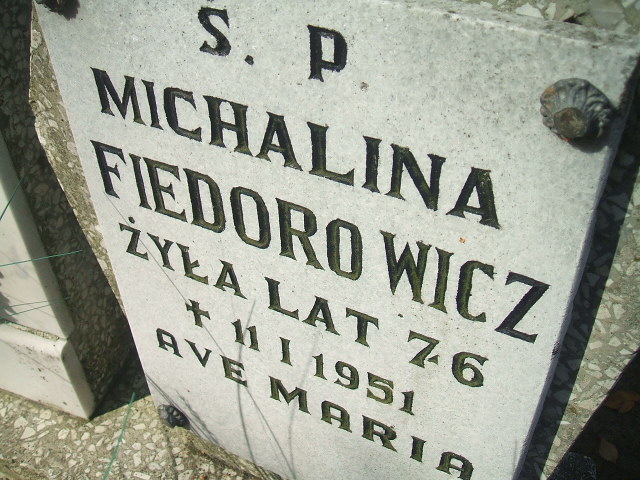 S. P
MICHALINA
FIEDOROWICZ
ŻYŁA LAT 76
✝ 11 I 1951
AVE MARIA